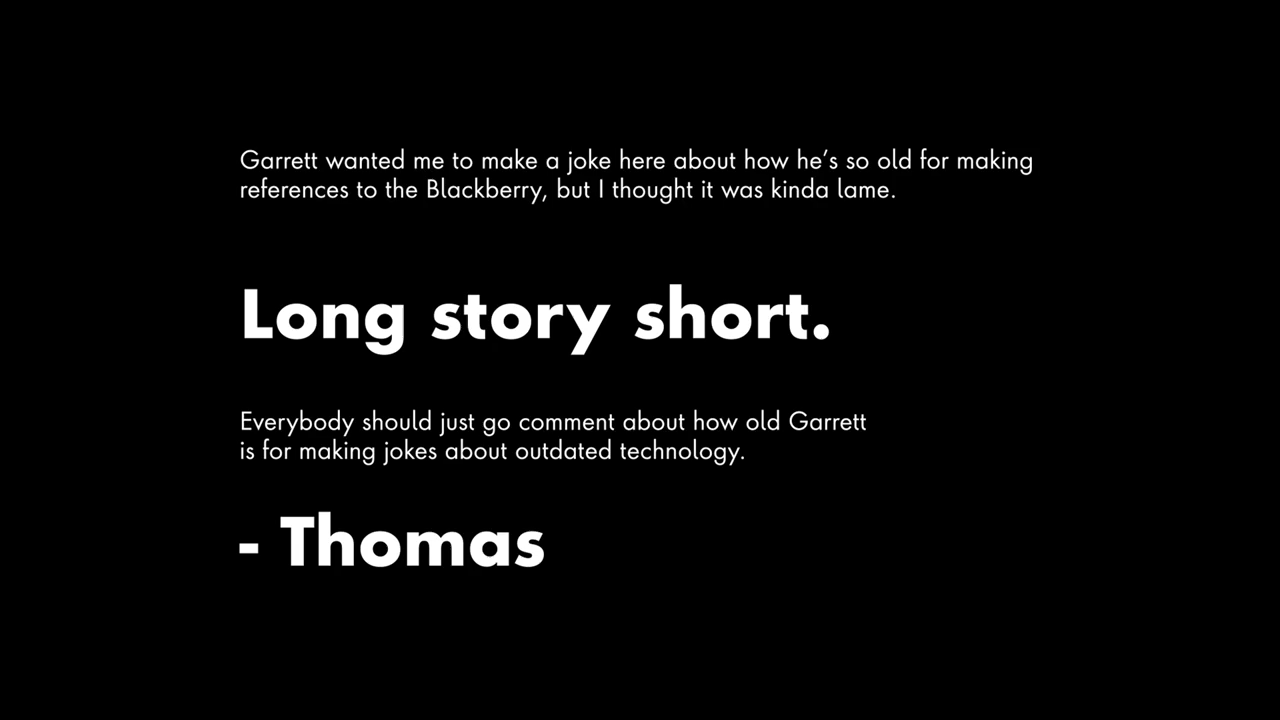 Garrett wanted me to make a joke here about how he’s so old for making
references to the Blackberry, but I thought it was kinda lame.
Long story short.
Everybody should just go comment about how old Garrett
is for making jokes about outdated technology.
- Thomas